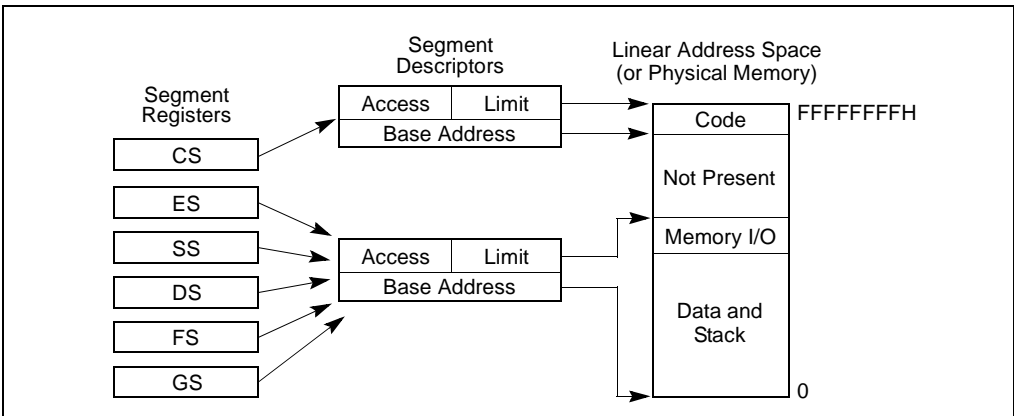 Segment
Registers
CS
ES
SS
DS
FS
GS
Segment
Descriptors
Access Limit
Base Address
Access Limit
Base Address
Linear Address Space
(or Physical Memory)
Code
FFFFFFFFH
Not Present
Memory I/O
Data and
Stack
0